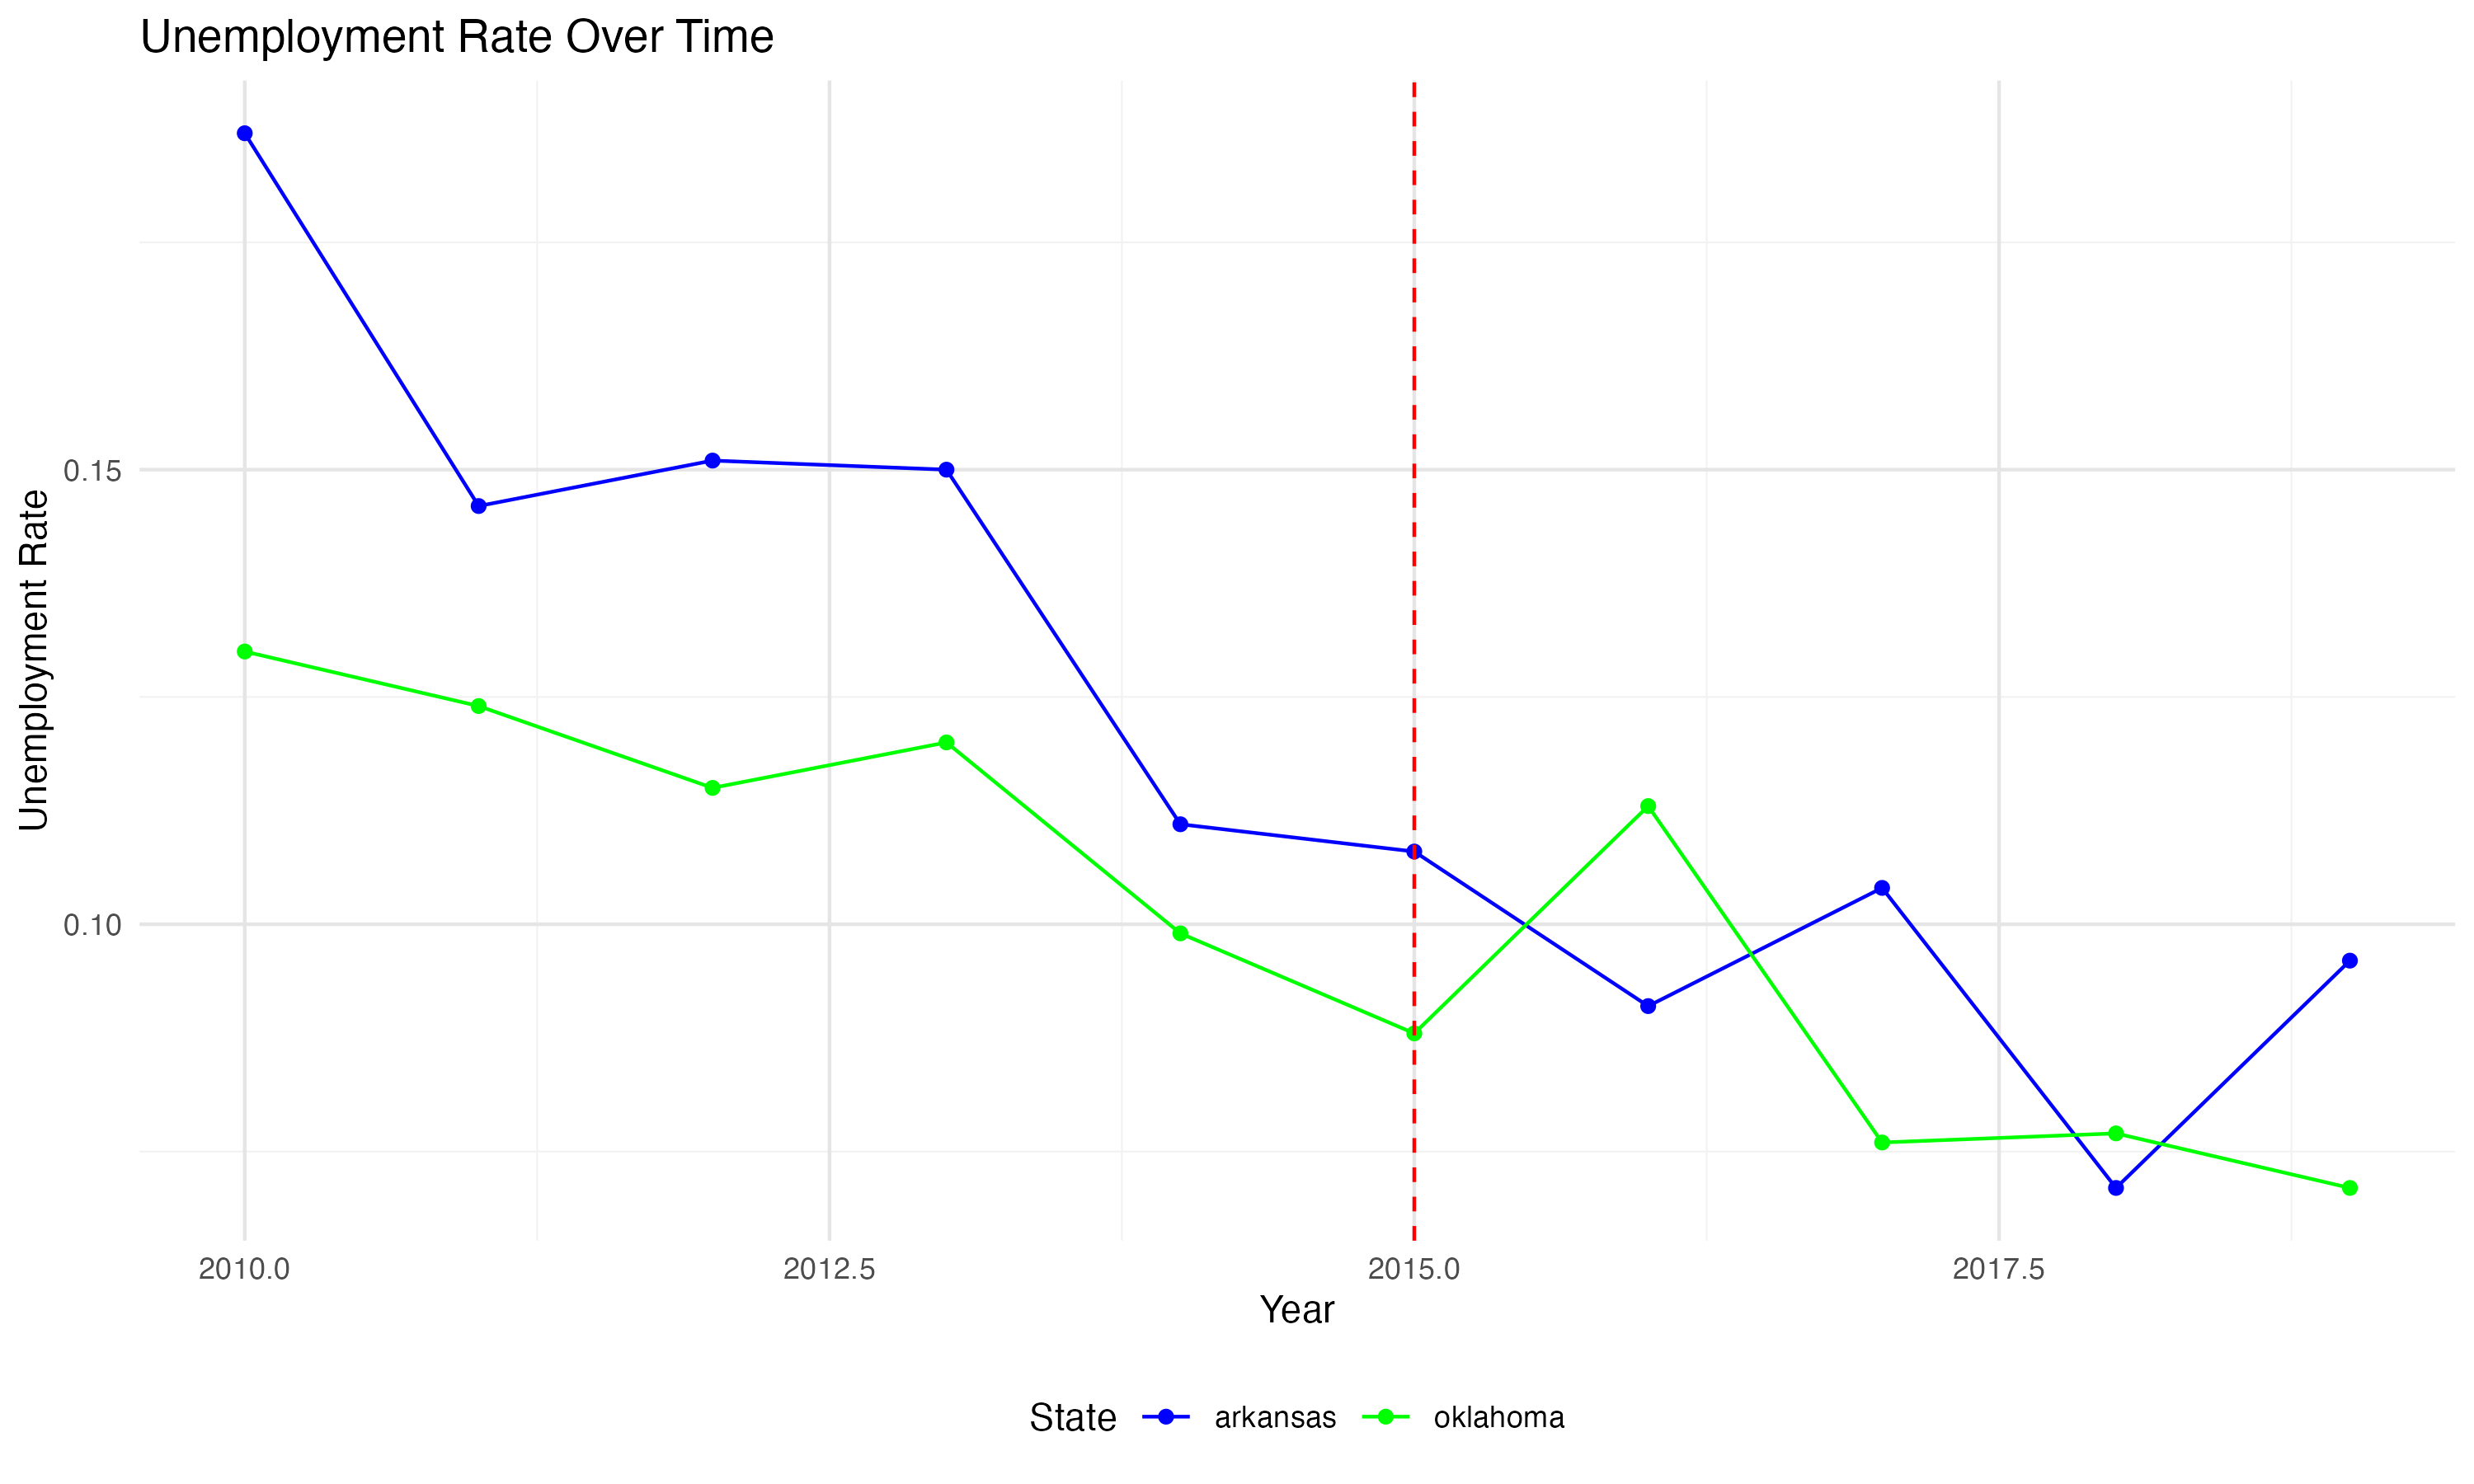 Unemployment Rate Over Time
Unemployment Rate
0.15
0.10
2010.0 2012.5 2015.0 2017.5
Year
State arkansas oklahoma